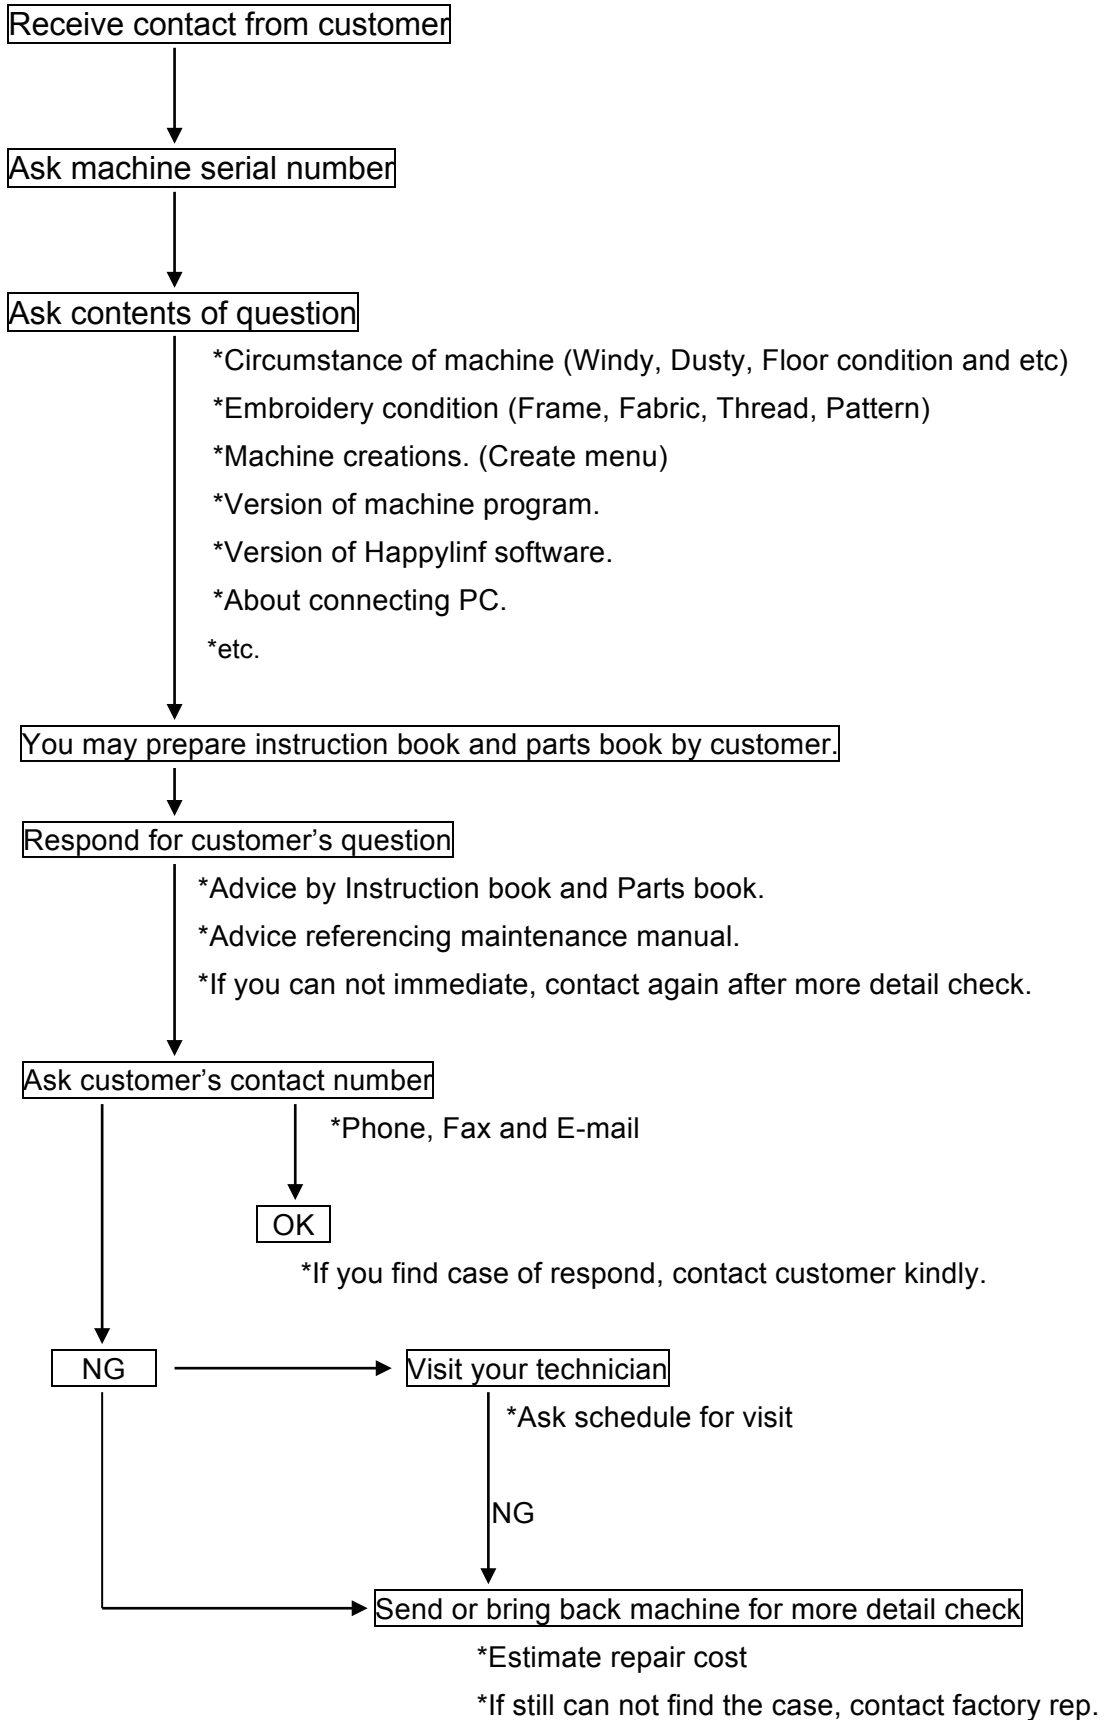 Receive contact from customer
Ask machine serial number
Ask contents of question
*Circumstance of machine (Windy, Dusty, Floor condition and etc)
*Embroidery condition (Frame, Fabric, Thread, Pattern)
*Machine creations. (Create menu)
*Version of machine program.
*Version of Happylinf software.
*About connecting PC.
*etc.
You may prepare instruction book and parts book by customer.
Respond for customer’s question
*Advice by Instruction book and Parts book.
*Advice referencing maintenance manual.
*If you can not immediate, contact again after more detail check.
Ask customer’s contact number
*Phone, Fax and E-mail
OK
*If you find case of respond, contact customer kindly.
NG
Visit your technician
*Ask schedule for visit
NG
Send or bring back machine for more detail check
*Estimate repair cost
*If still can not find the case, contact factory rep.